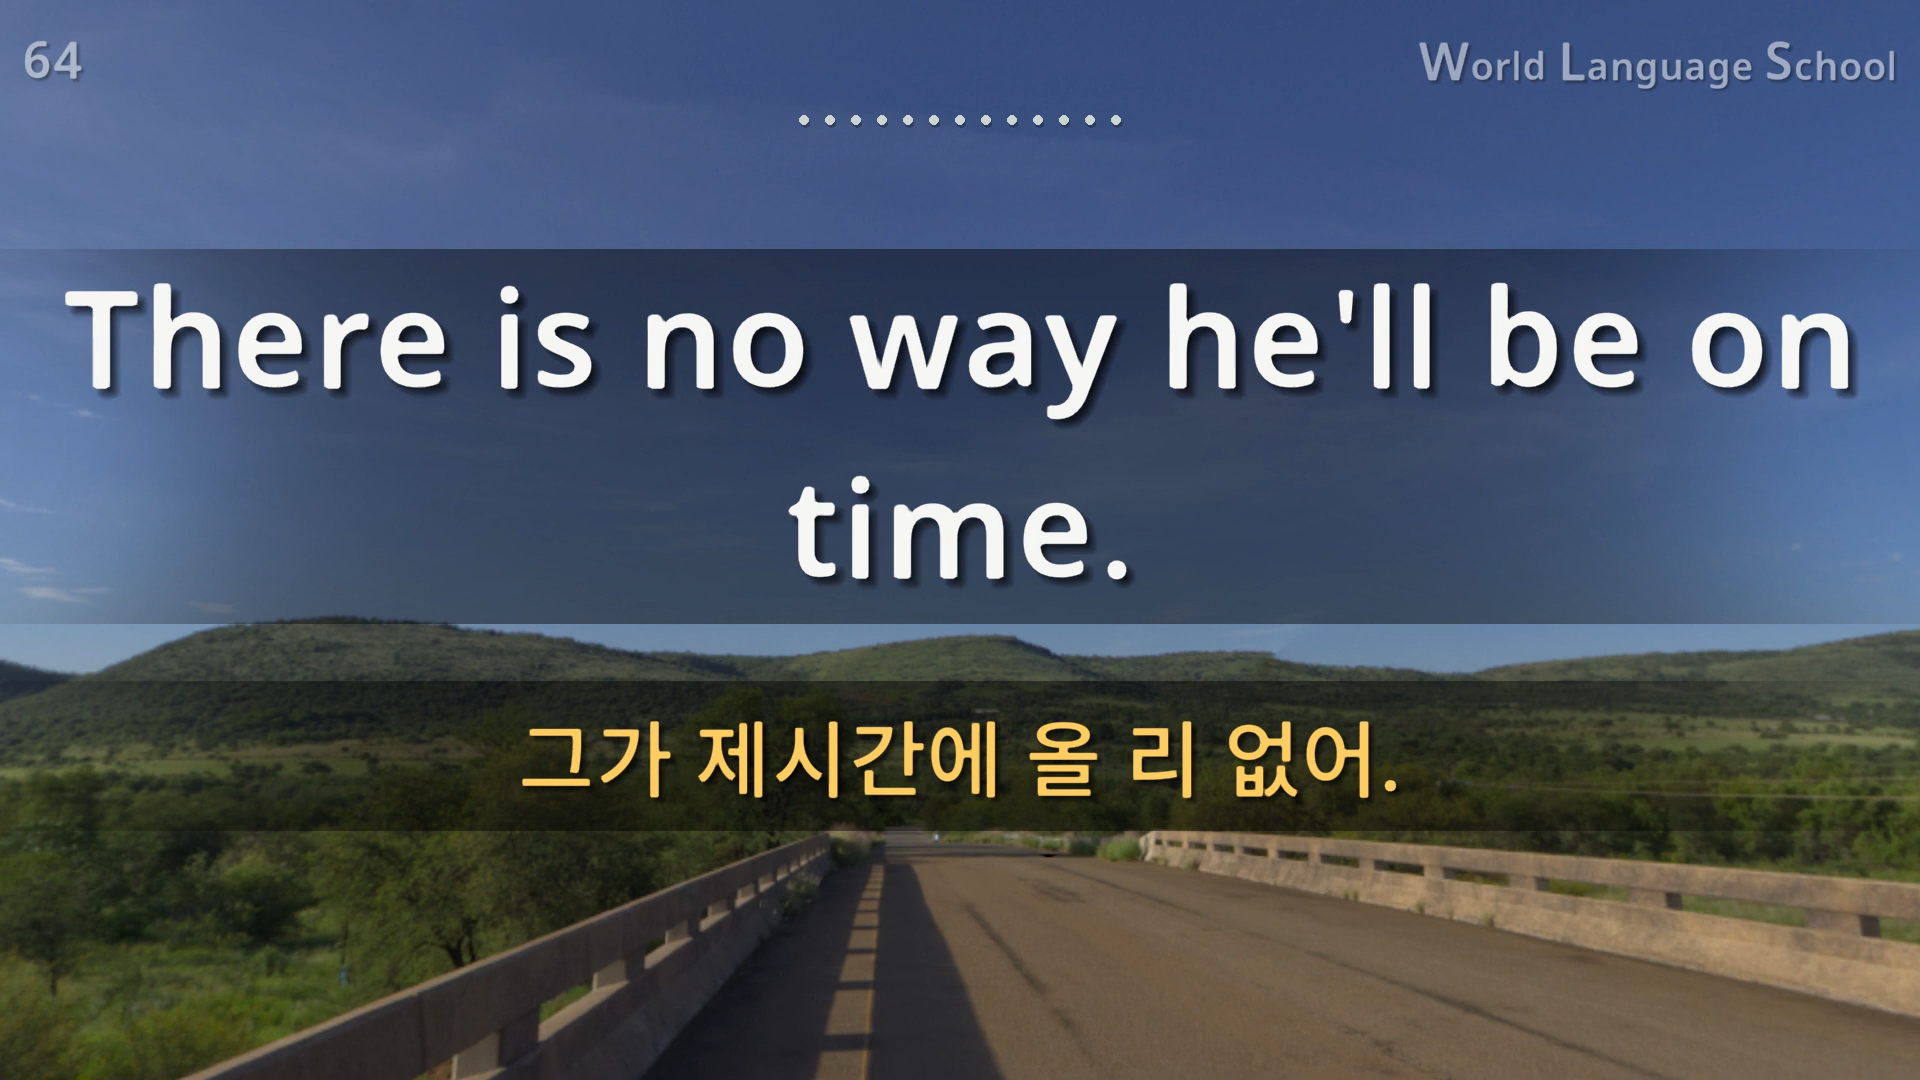 64
World Language School
There is no way he'll be on
time.
그가 제시간에 올 리 없어.